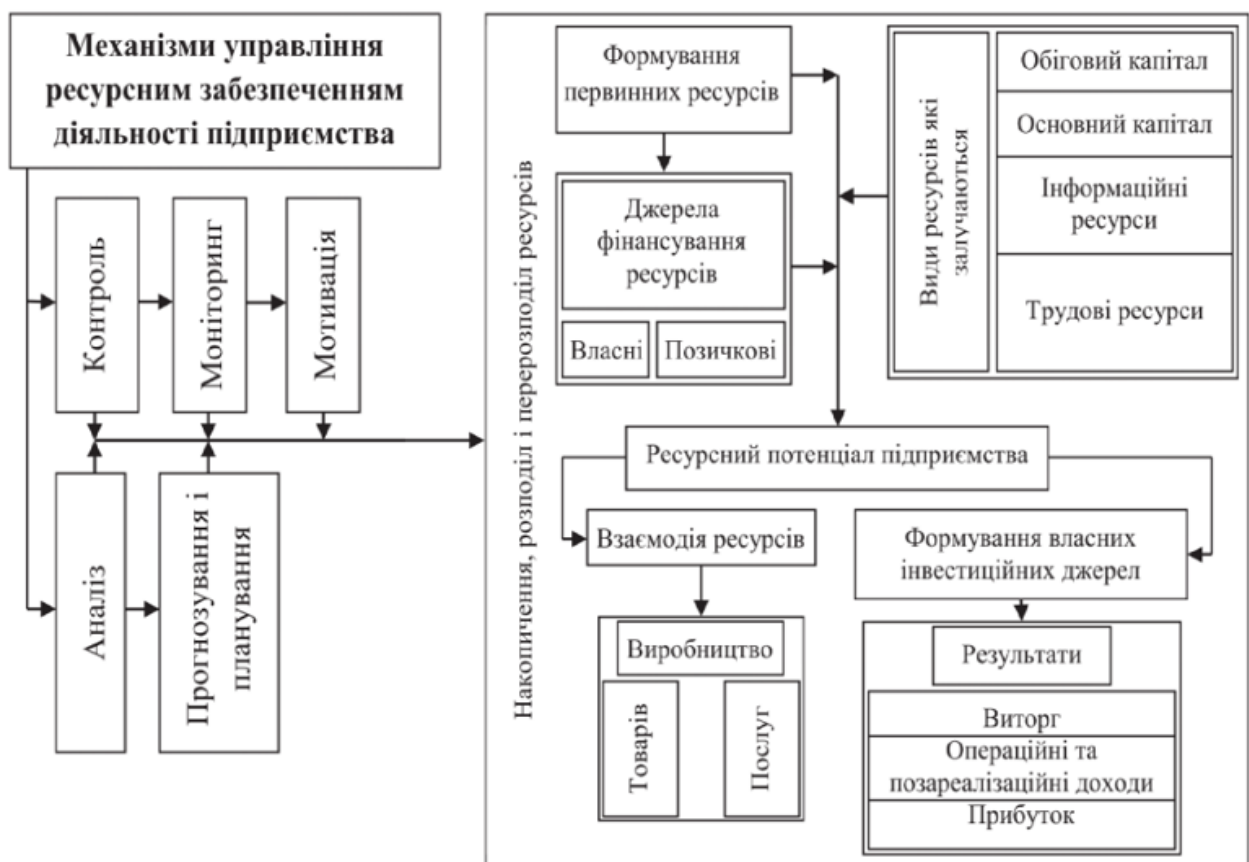 Механізми управління
ресурсним забезпеченням
діяльності підприємства
Контроль
Моніторинг
Мотивація
Аналіз
Прогнозування і
планування
Накопичення, розподіл і перерозподіл ресурсів
Формування
первинних ресурсів
Джерела
фінансування
ресурсів
Власні
Позичкові
Види ресурсів які
залучаються
Обіговий капітал
Основний капітал
Інформаційні
ресурси
Трудові ресурси
Ресурсний потенціал підприємства
Взаємодія ресурсів
Формування власних
інвестиційних джерел
Виробництво
Товарів
Послуг
Результати
Виторг
Операційні та
позареалізаційні доходи
Прибуток